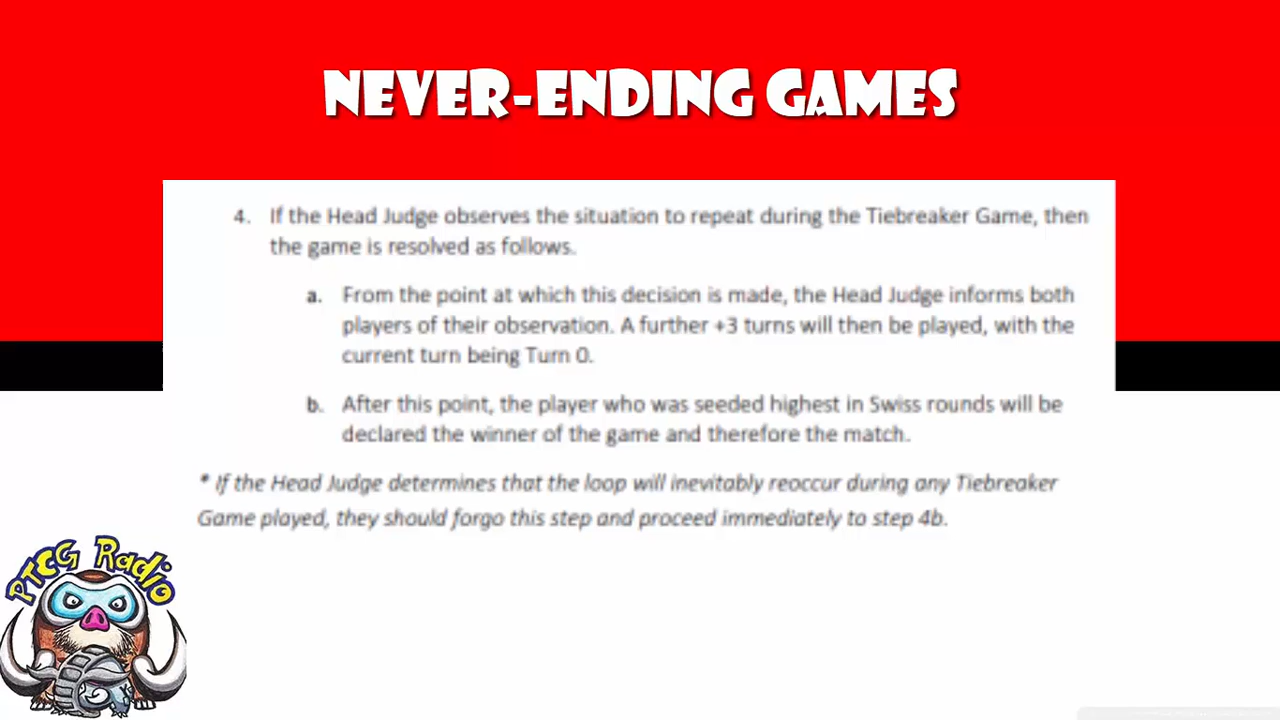 NEVER-ENDING GAMES
4. If the Head Judge observes the situation to repeat during the Tiebreaker Game, then
the game is resolved as follows.
a. From the point at which this decision is made, the Head Judge informs both
players of their observation. A further +3 turns will then be played, with the
current turn being Turn 0.
b. After this point, the player who was seeded highest in Swiss rounds will be
declared the winner of the game and therefore the match.
* If the Head Judge determines that the loop will inevitably reoccur during any Tiebreaker
Game played, they should forgo this step and proceed immediately to step 4b.
PTCG Radio